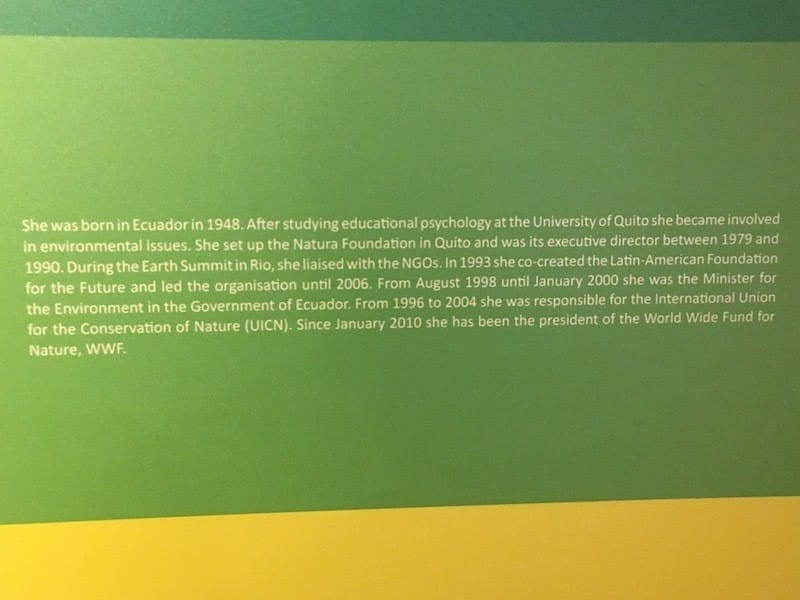 She was born in Ecuador in 1948. After studying educational psychology at the University of Quito she became involved
in environmental issues. She set up the Natura Foundation in Quito and was its executive director between 1979 and
1990. During the Earth Summit in Rio, she liaised with the NGOs. In 1993 she co-created the Latin-American Foundation
for the Future and led the organisation until 2006. From August 1998 until January 2000 she was the Minister for
the Environment in the Government of Ecuador. From 1996 to 2004 she was responsible for the International Union
for the Conservation of Nature (UICN). Since January 2010 she has been the president of the World Wide Fund for
Nature, WWF.